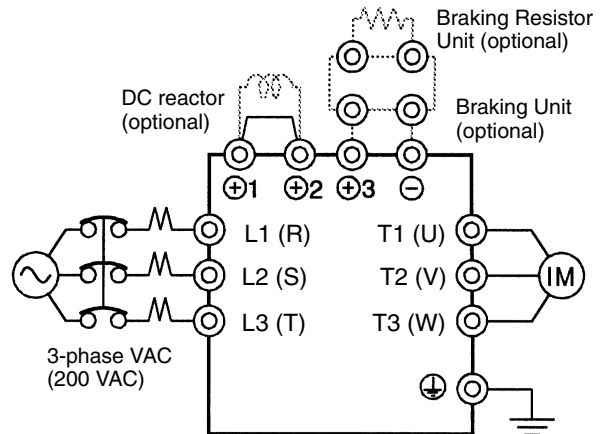 Braking Resistor
Unit (optional)
DC reactor
(optional)
Braking Unit
(optional)
⊕1 ⊕2 ⊕3 ⊖
L1 (R) T1 (U)
L2 (S) T2 (V) IM
L3 (T) T3 (W)
3-phase VAC
(200 VAC)